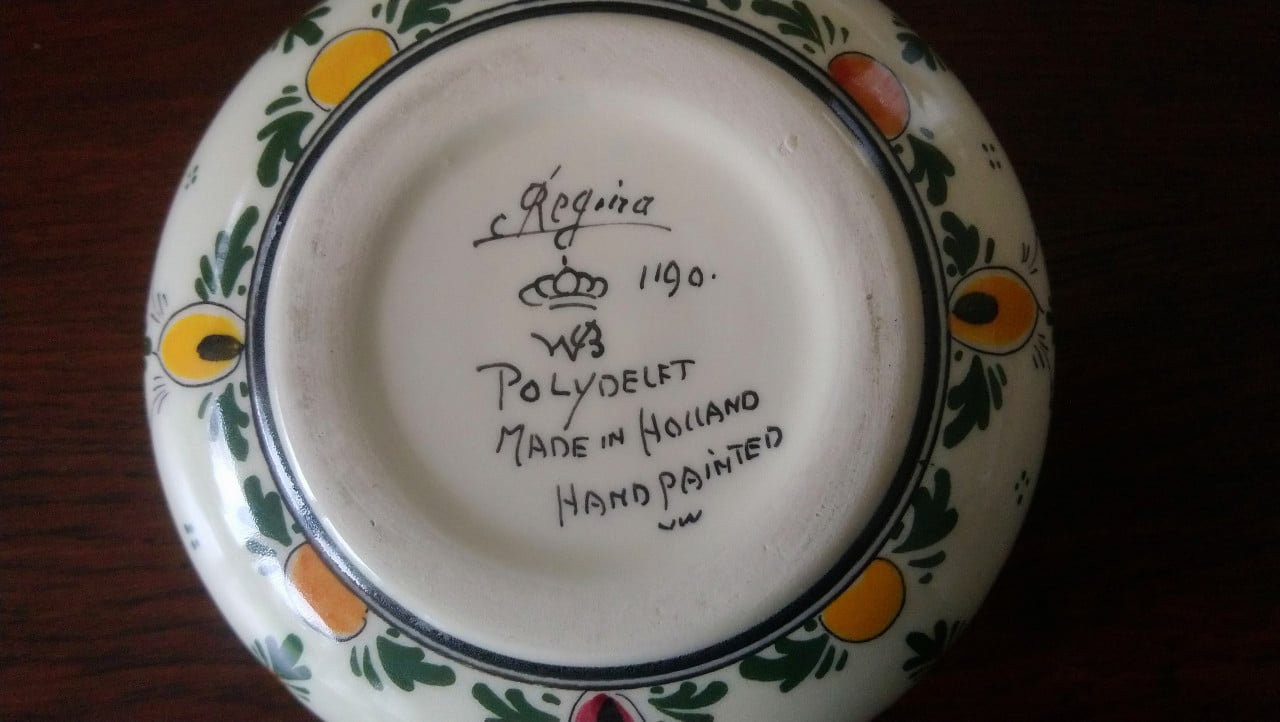 Regina
1190.
WB
POLYDELFT
MADE IN HOLLAND
HANDPAINTED
vw